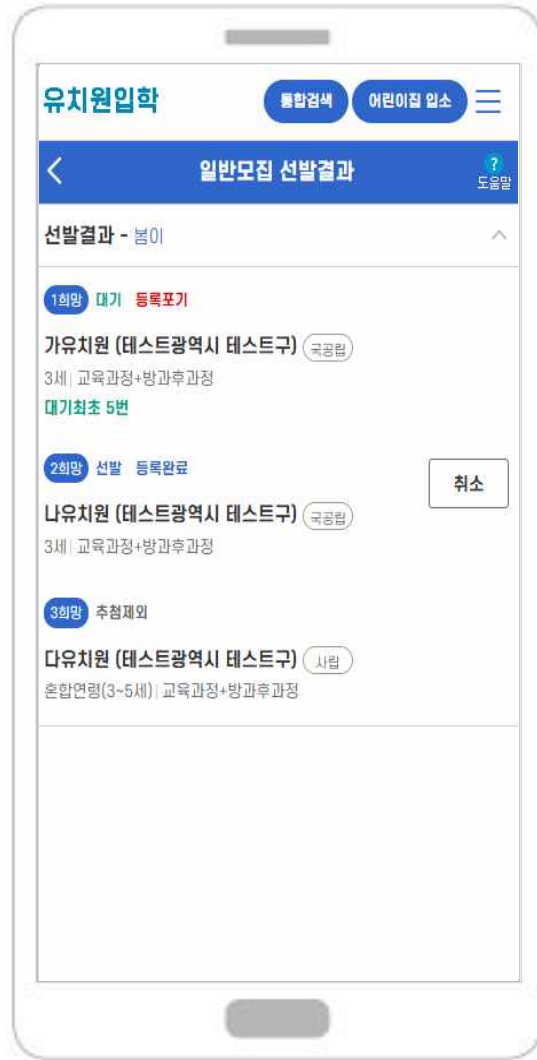 유치원입학
통합검색 어린이집 입소
일반모집 선발결과
?
도움말
선발결과 - 봄이
1희망 대기 등록포기
가유치원 (테스트광역시 테스트구) 국공립
3세 | 교육과정+방과후과정
대기최초 5번
2희망 선발 등록완료
취소
나유치원 (테스트광역시 테스트구) 국공립
3세 | 교육과정+방과후과정
3희망 추첨제외
다유치원 (테스트광역시 테스트구) 사립
혼합연령(3~5세) | 교육과정+방과후과정